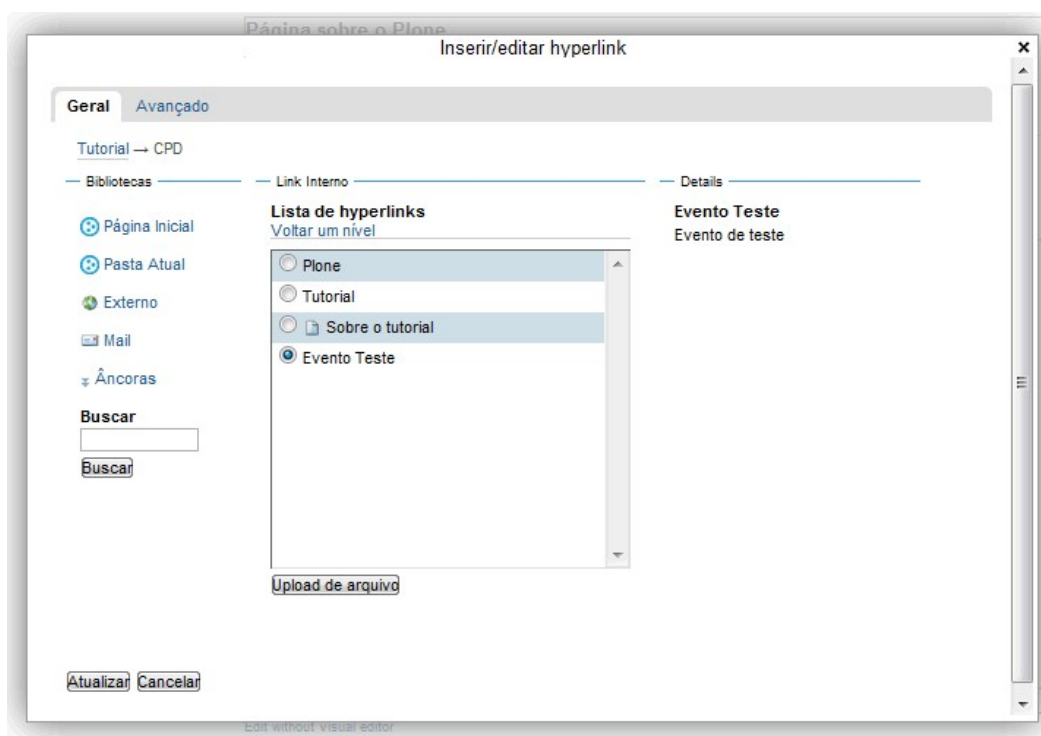 Página sobre o Plone
Inserir/editar hyperlink
Geral Avançado
Tutorial → CPD
Bibliotecas
Link Interno
Details
Página Inicial
Pasta Atual
Externo
Mail
Âncoras
Buscar
Buscar
Lista de hyperlinks
Voltar um nível
Plone
Tutorial
Sobre o tutorial
Evento Teste
Upload de arquivo
Evento Teste
Evento de teste
Atualizar Cancelar
Edit without Visual editor